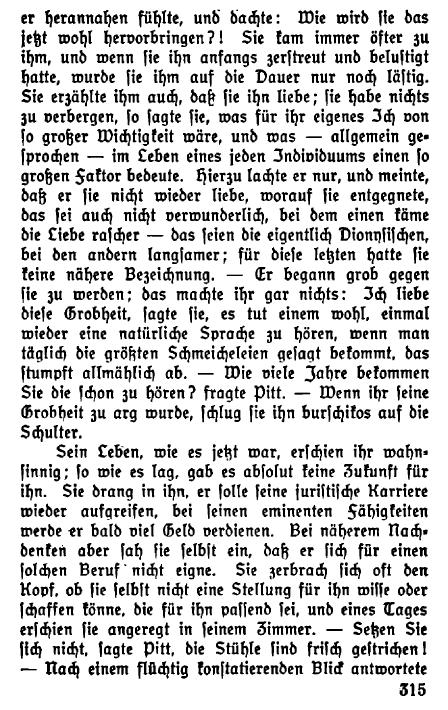 er herannahen fühlte, und dachte: Wie wird sie das
jetzt wohl hervorbringen?! Sie kam immer öfter zu
ihm, und wenn sie ihn anfangs zerstreut und belustigt
hatte, wurde sie ihm auf die Dauer nur noch lästig.
Sie erzählte ihm auch, daß sie ihn liebe; sie habe nichts
zu verbergen, so sagte sie, was für ihr eigenes Ich von
so großer Wichtigkeit wäre, und was — allgemein ge-
sprochen — im Leben eines jeden Individuums einen so
großen Faktor bedeute. Hierzu lachte er nur, und meinte,
daß er sie nicht wieder liebe, worauf sie entgegnete,
das sei auch nicht verwunderlich, bei dem einen käme
die Liebe rascher — das seien die eigentlich Dionysischen,
bei den andern langsamer; für diese letzten hatte sie
keine nähere Bezeichnung. — Er begann grob gegen
sie zu werden; das machte ihr gar nichts: Ich liebe
diese Grobheit, sagte sie, es tut einem wohl, einmal
wieder eine natürliche Sprache zu hören, wenn man
täglich die größten Schmeicheleien gesagt bekommt, das
stumpft allmählich ab. — Wie viele Jahre bekommen
Sie die schon zu hören? fragte Pitt. — Wenn ihr seine
Grobheit zu arg wurde, schlug sie ihn burschikos auf die
Schulter.
Sein Leben, wie es jetzt war, erschien ihr wahn-
sinnig; so wie es lag, gab es absolut keine Zukunft für
ihn. Sie drang in ihn, er solle seine juristische Karriere
wieder aufgreifen, bei seinen eminenten Fähigkeiten
werde er bald viel Geld verdienen. Bei näherem Nach-
denken aber sah sie selbst ein, daß er sich für einen
solchen Beruf nicht eigne. Sie zerbrach sich oft den
Kopf, ob sie selbst nicht eine Stellung für ihn wisse oder
schaffen könne, die für ihn passend sei, und eines Tages
erschien sie angeregt in seinem Zimmer. — Setzen Sie
sich nicht, sagte Pitt, die Stühle sind frisch gestrichen!
— Nach einem flüchtig konstatierenden Blick antwortete
315